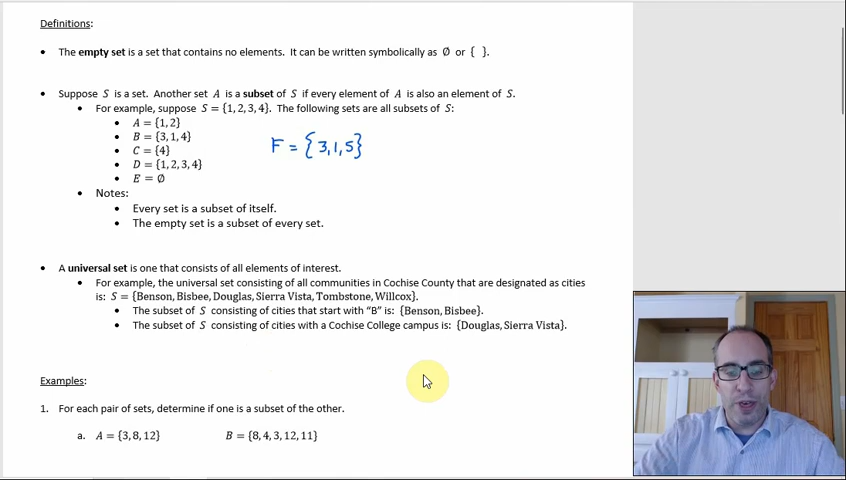 Definitions:
• The empty set is a set that contains no elements. It can be written symbolically as ∅ or { }.
• Suppose S is a set. Another set A is a subset of S if every element of A is also an element of S.
• For example, suppose S = {1, 2, 3, 4}. The following sets are all subsets of S:
• A = {1, 2}
• B = {3, 1, 4}
F = {3,1,5}
• C = {4}
• D = {1, 2, 3, 4}
• E = ∅
• Notes:
• Every set is a subset of itself.
• The empty set is a subset of every set.
• A universal set is one that consists of all elements of interest.
• For example, the universal set consisting of all communities in Cochise County that are designated as cities
is: S = {Benson, Bisbee, Douglas, Sierra Vista, Tombstone, Willcox}.
• The subset of S consisting of cities that start with “B” is: {Benson, Bisbee}.
• The subset of S consisting of cities with a Cochise College campus is: {Douglas, Sierra Vista}.
Examples:
1. For each pair of sets, determine if one is a subset of the other.
a. A = {3, 8, 12} B = {8, 4, 3, 12, 11}